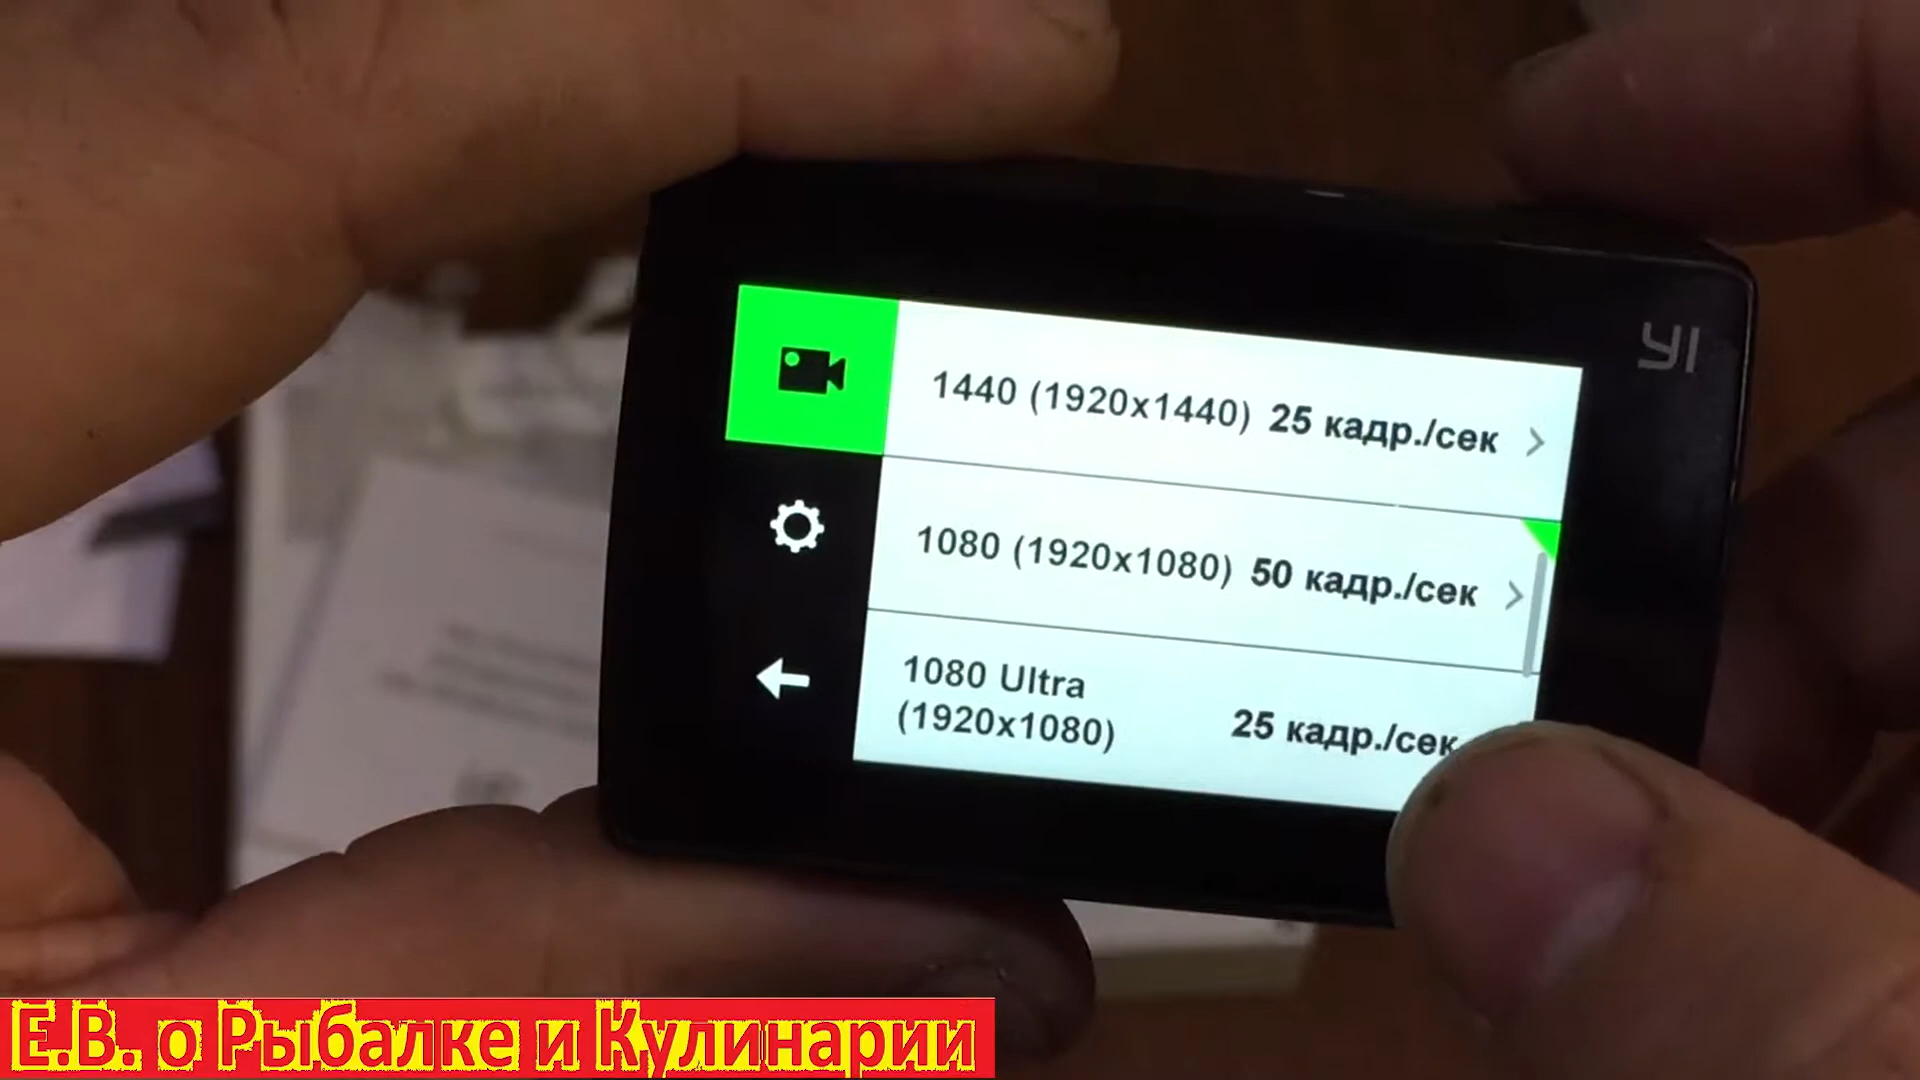 YI
1440 (1920x1440) 25 кадр./сек
1080 (1920x1080) 50 кадр./сек
1080 Ultra
(1920x1080) 25 кадр./сек
Е.В. о Рыбалке и Кулинарии